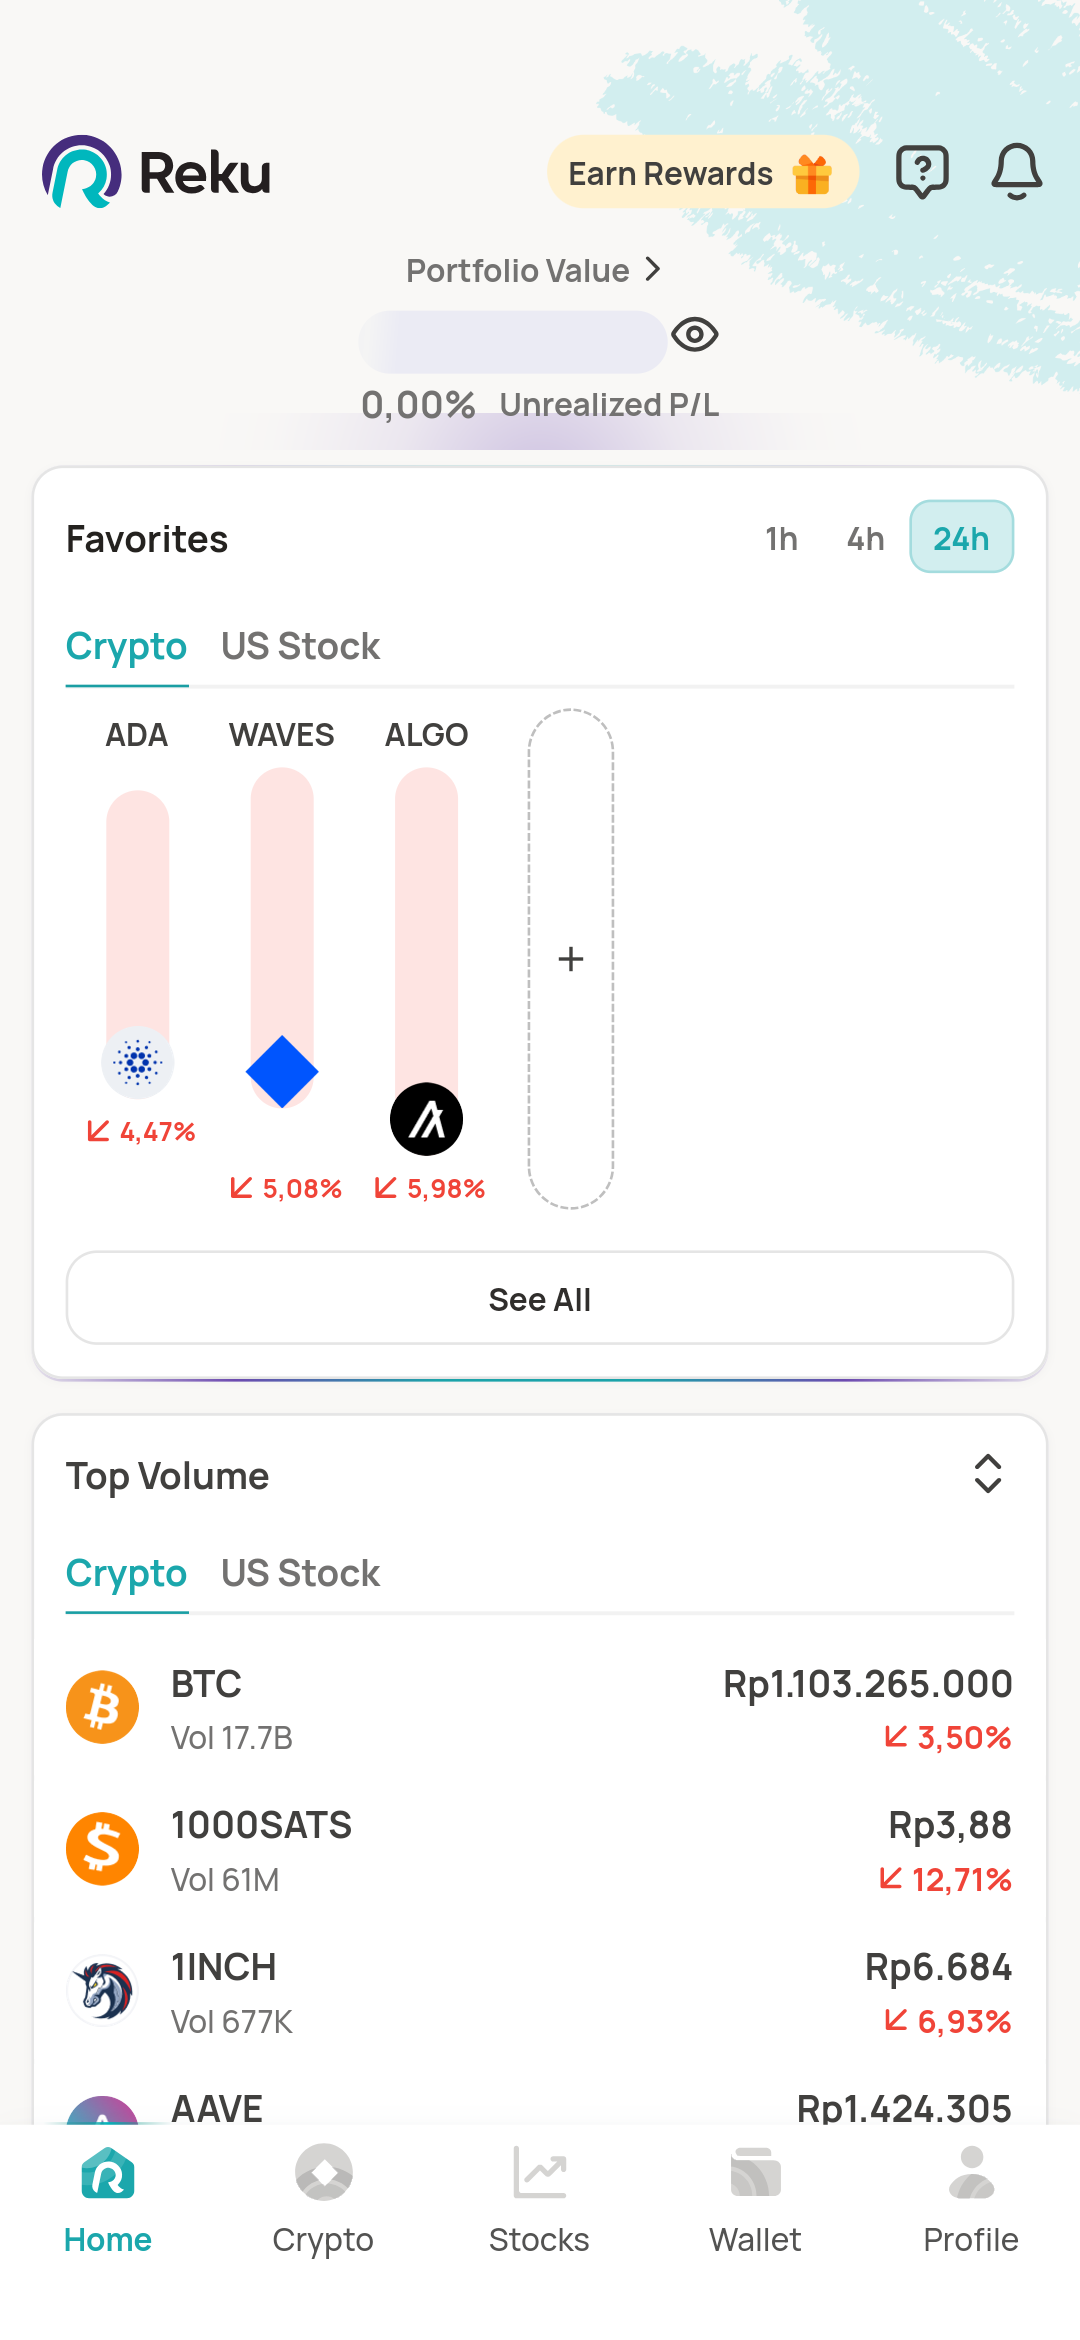 Reku
Earn Rewards
Portfolio Value
0,00% Unrealized P/L
Favorites
1h 4h 24h
Crypto US Stock
ADA WAVES ALGO
+
4,47%
5,08% 5,98%
See All
Top Volume
Crypto US Stock
BTC Rp1.103.265.000
Vol 17.7B 3,50%
1000SATS Rp3,88
Vol 61M 12,71%
1INCH Rp6.684
Vol 677K 6,93%
AAVE Rp1.424.305
Home Crypto Stocks Wallet Profile